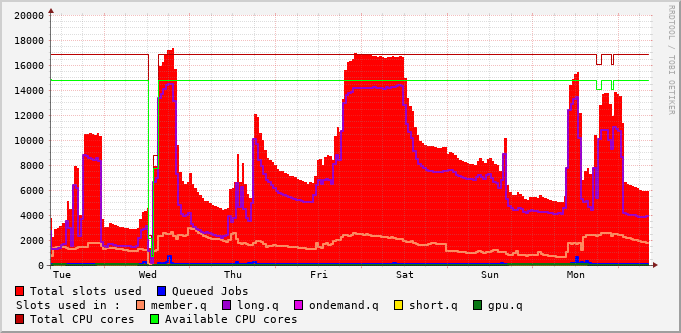 20000
18000
16000
14000
12000
10000
8000
6000
4000
2000
0
Tue Wed Thu Fri Sat Sun Mon
RRDTOOL / TOBI OETIKER
Total slots used Queued Jobs
Slots used in : member.q long.q ondemand.q short.q gpu.q
Total CPU cores Available CPU cores